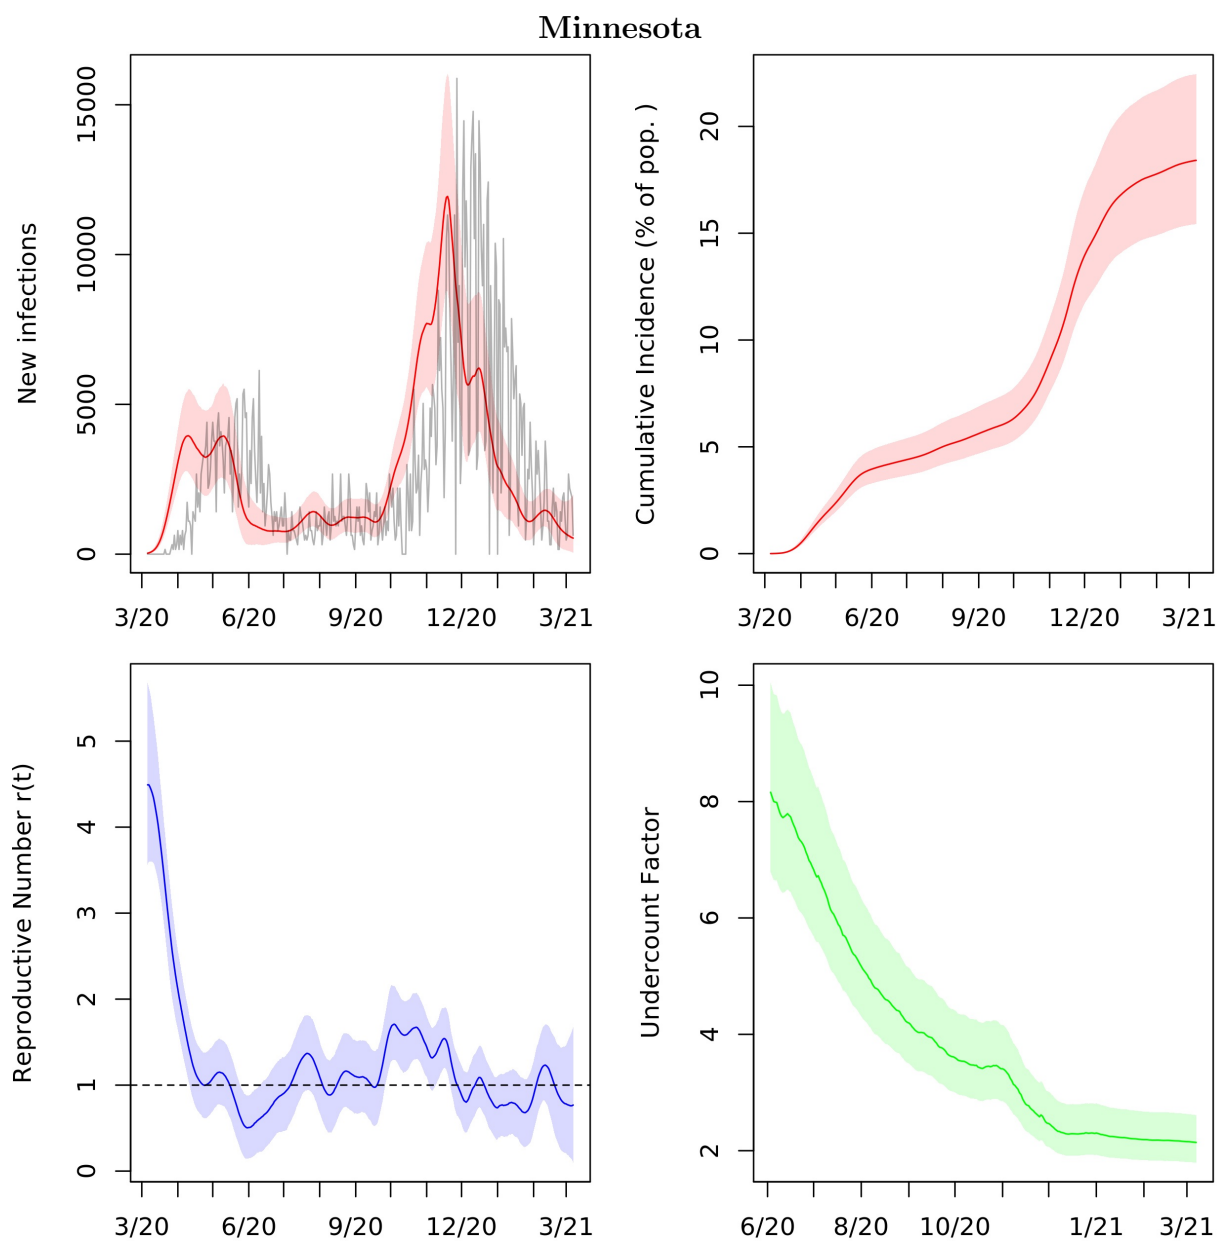 Minnesota
New infections
15000
10000
5000
0
3/20 6/20 9/20 12/20 3/21
Cumulative Incidence (% of pop. )
20
15
10
5
0
3/20 6/20 9/20 12/20 3/21
Reproductive Number r(t)
5
4
3
2
1
0
3/20 6/20 9/20 12/20 3/21
Undercount Factor
10
8
6
4
2
6/20 8/20 10/20 1/21 3/21